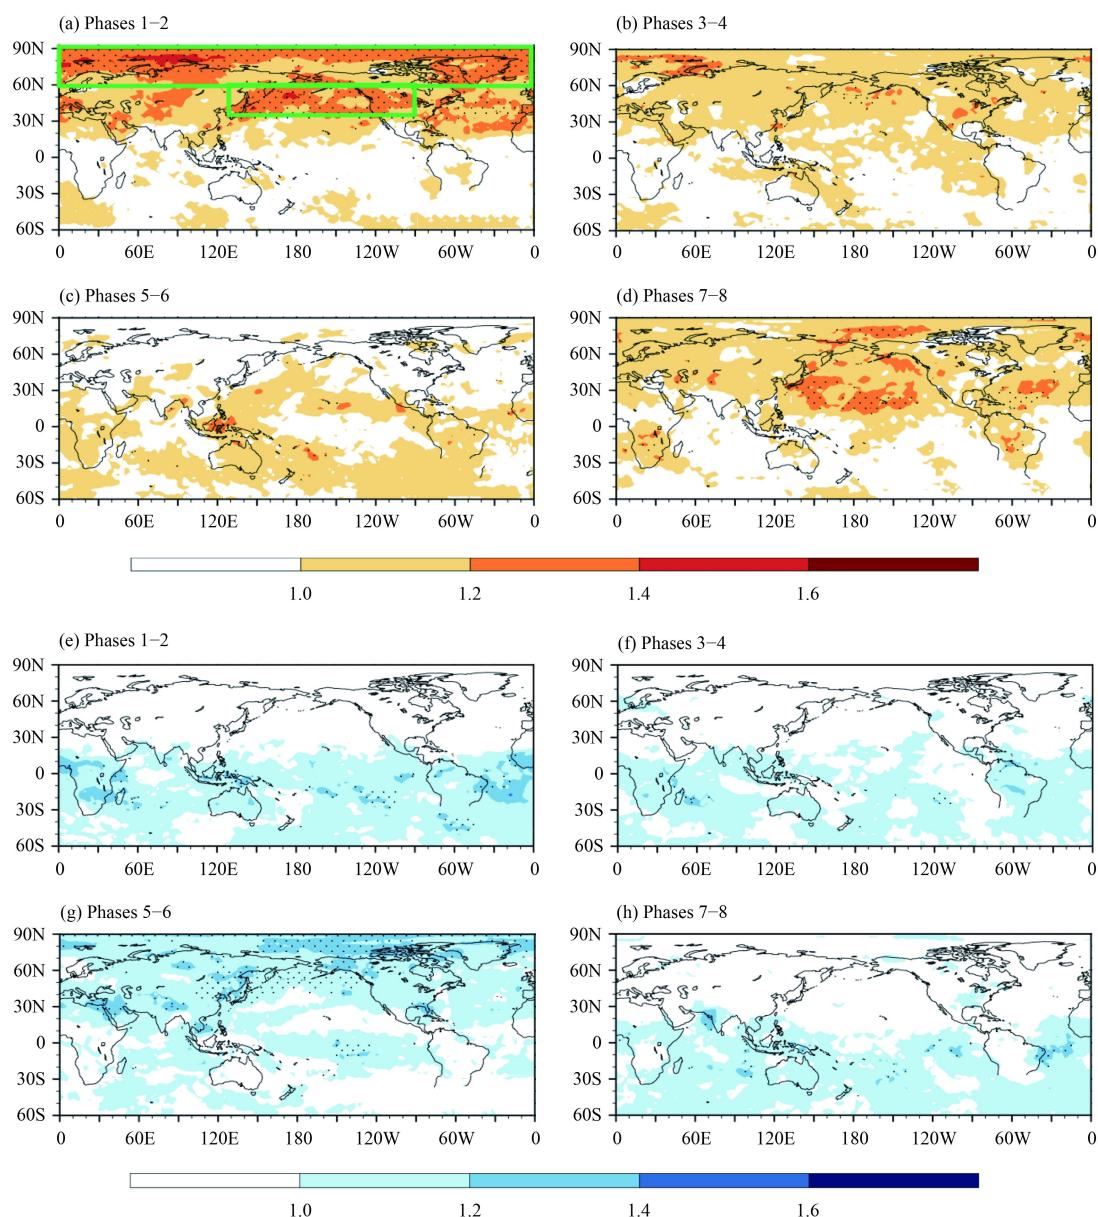 (a) Phases 1−2
(b) Phases 3−4
90N
60N
30N
0
30S
60S
0 60E 120E 180 120W 60W 0
90N
60N
30N
0
30S
60S
0 60E 120E 180 120W 60W 0
(c) Phases 5−6
(d) Phases 7−8
90N
60N
30N
0
30S
60S
0 60E 120E 180 120W 60W 0
90N
60N
30N
0
30S
60S
0 60E 120E 180 120W 60W 0
1.0 1.2 1.4 1.6
(e) Phases 1−2
(f) Phases 3−4
90N
60N
30N
0
30S
60S
0 60E 120E 180 120W 60W 0
90N
60N
30N
0
30S
60S
0 60E 120E 180 120W 60W 0
(g) Phases 5−6
(h) Phases 7−8
90N
60N
30N
0
30S
60S
0 60E 120E 180 120W 60W 0
90N
60N
30N
0
30S
60S
0 60E 120E 180 120W 60W 0
1.0 1.2 1.4 1.6